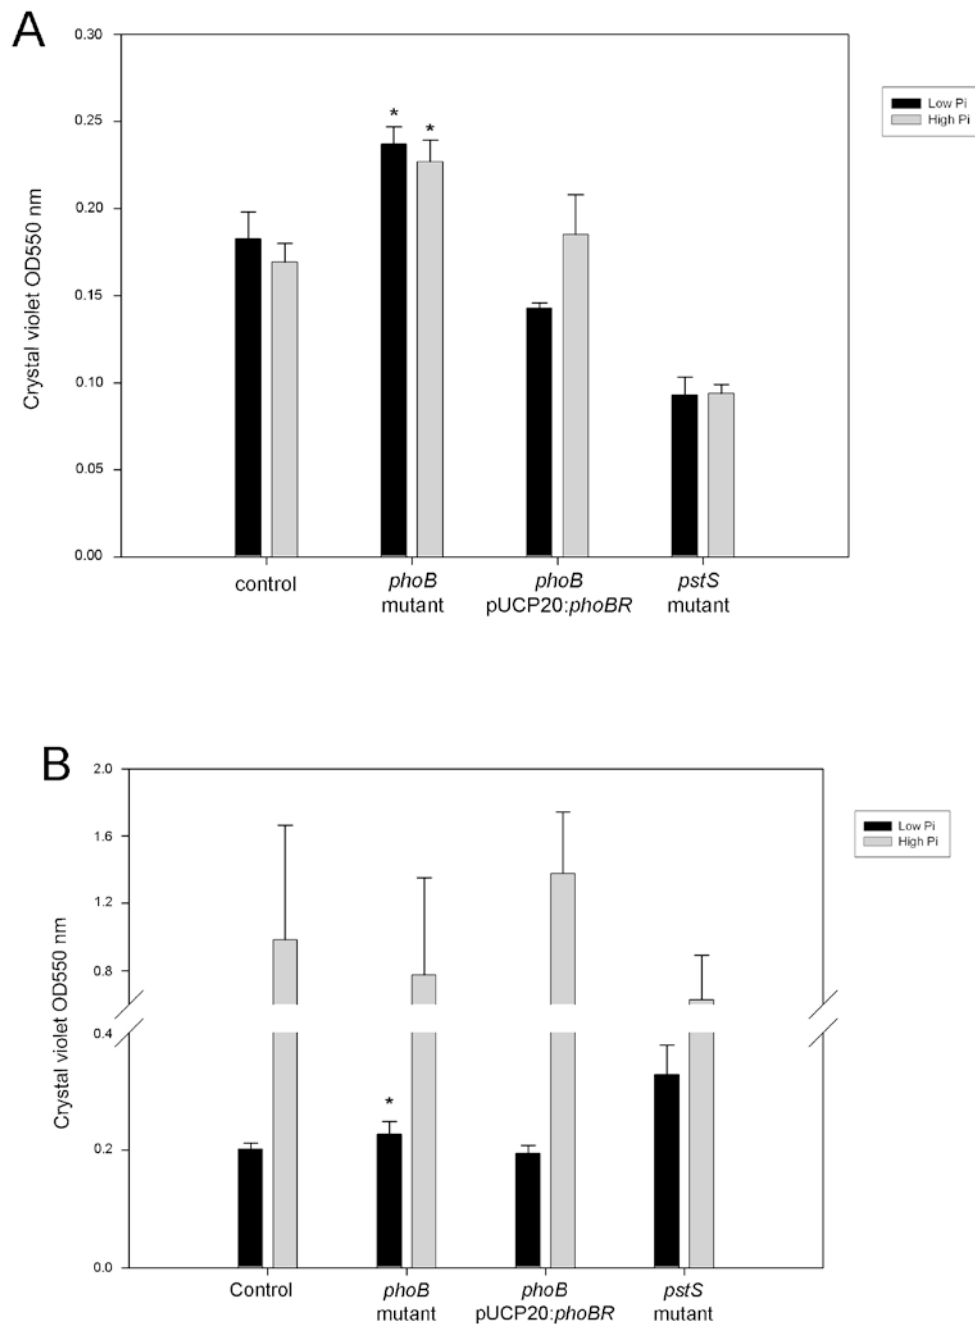 A
0.30
0.25
0.20
0.15
0.10
0.05
0.00
Crystal violet OD550 nm
* *
Low Pi
High Pi
control
phoB
mutant
phoB
pUCP20:phoBR
pstS
mutant
B
2.0
1.6
1.2
0.8
0.4
0.2
0.0
Crystal violet OD550 nm
*
Low Pi
High Pi
Control
phoB
mutant
phoB
pUCP20:phoBR
pstS
mutant